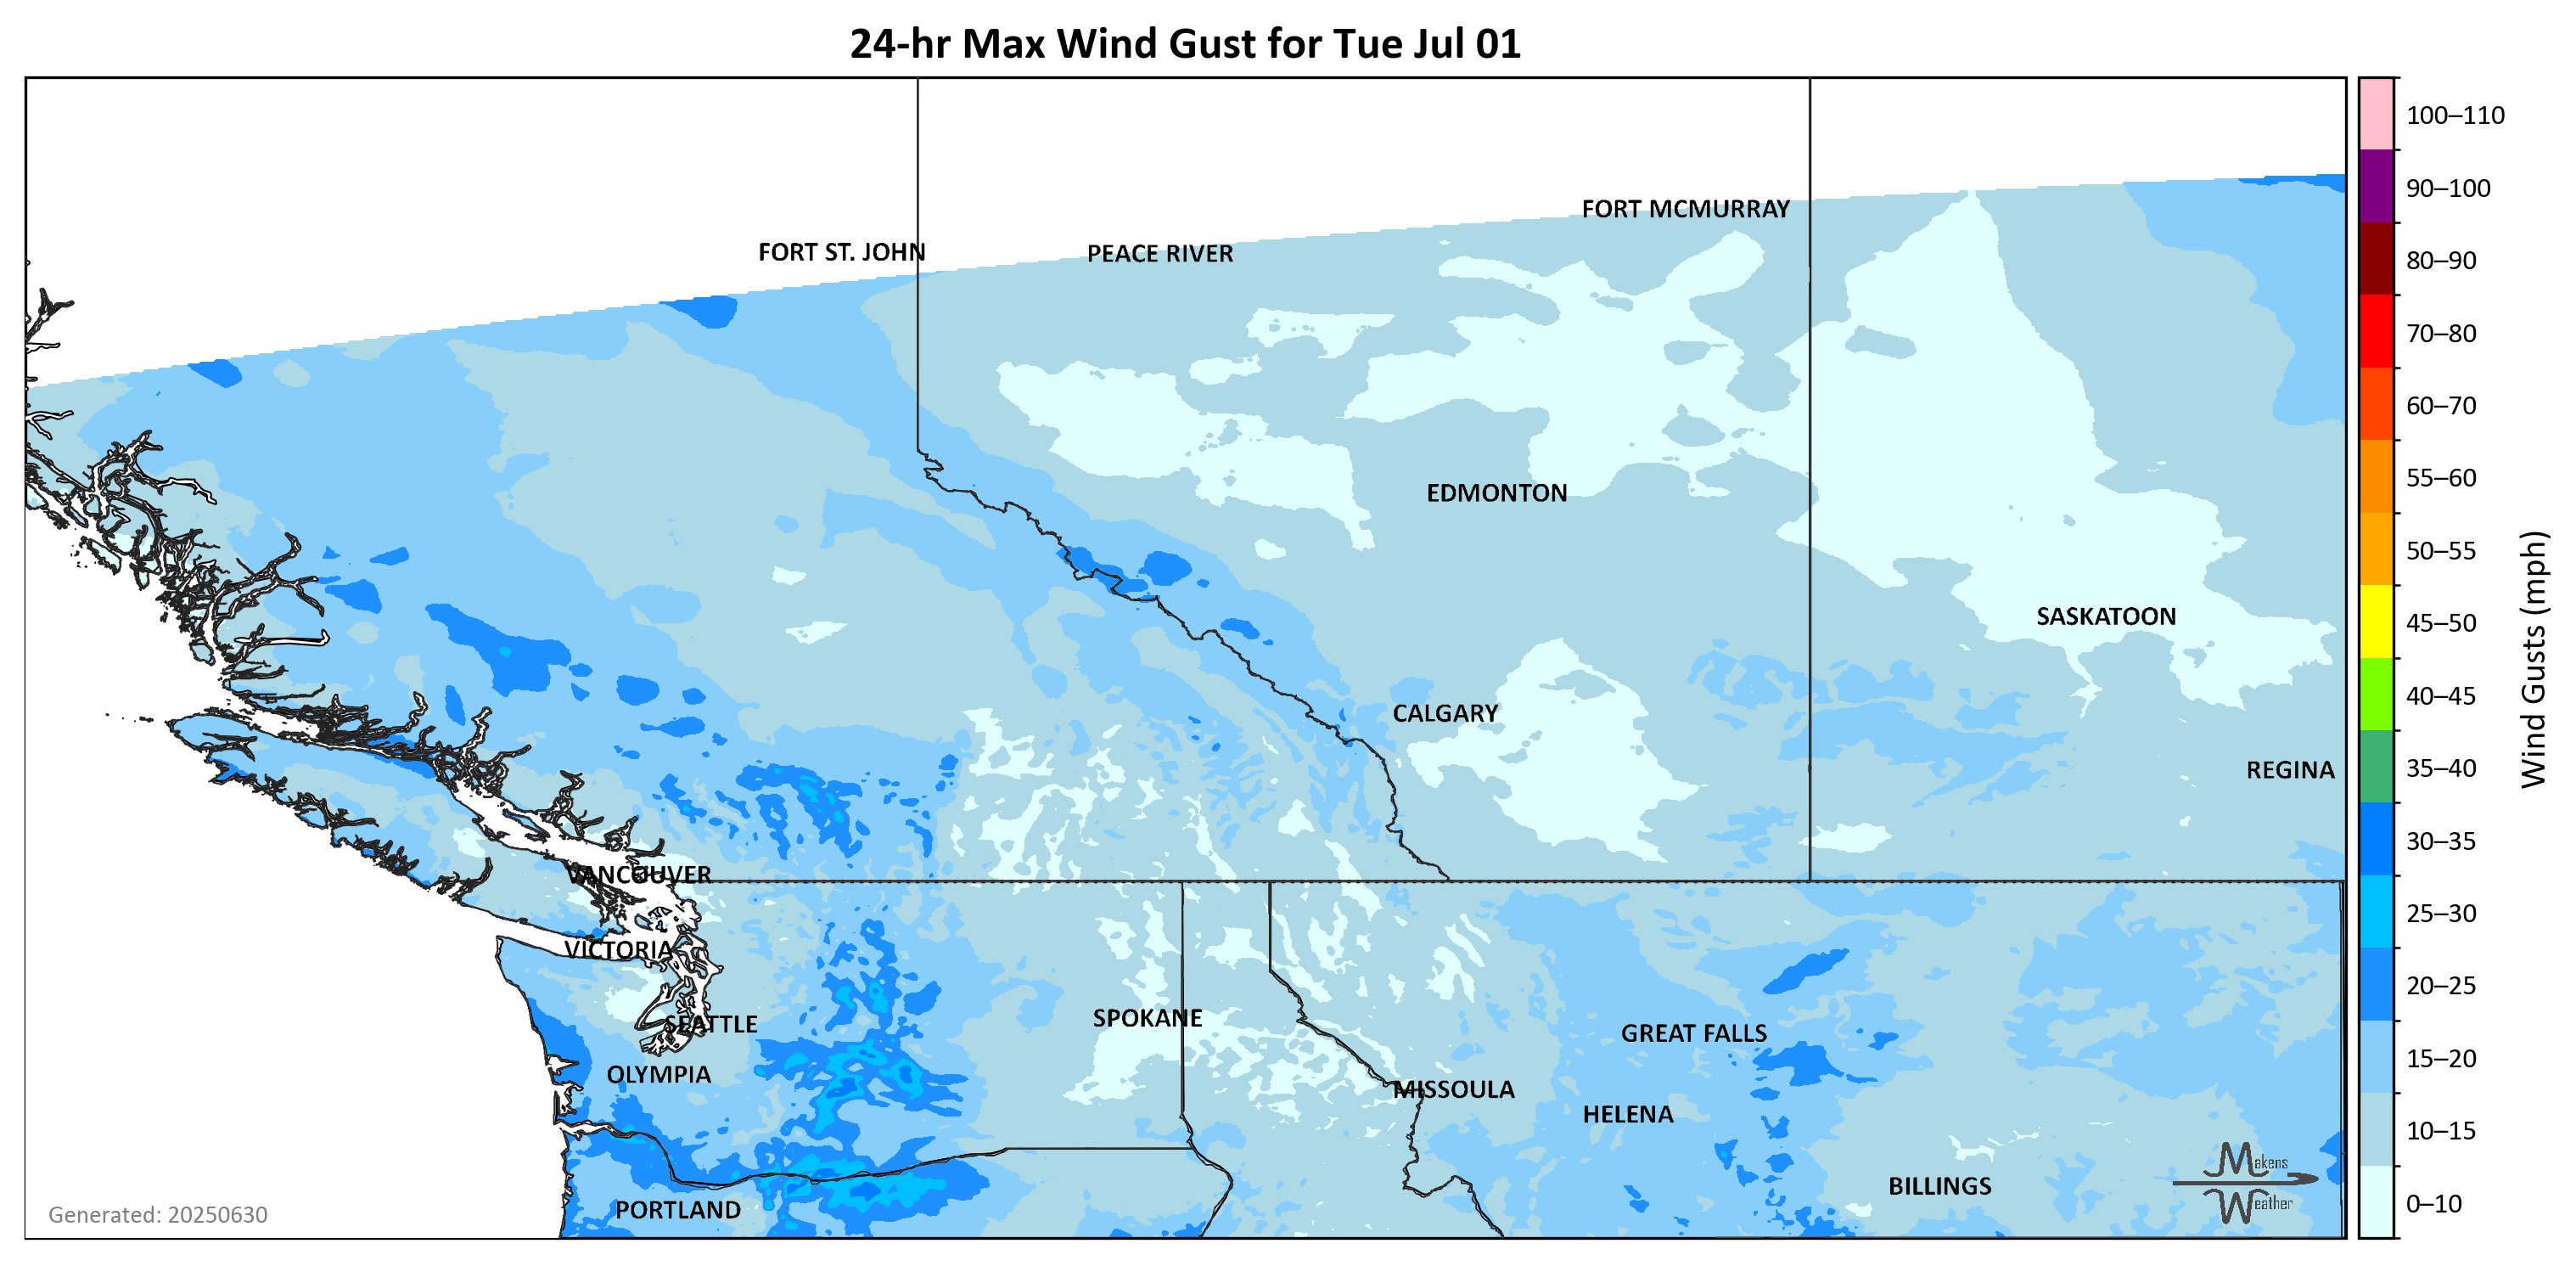 24-hr Max Wind Gust for Tue Jul 01
FORT MCMURRAY
FORT ST. JOHN
PEACE RIVER
EDMONTON
SASKATOON
CALGARY
REGINA
VANCOUVER
VICTORIA
SPOKANE
SEATTLE
GREAT FALLS
OLYMPIA
MISSOULA
HELENA
BILLINGS
PORTLAND
Makens
Weather
Generated: 20250630
100–110
90–100
80–90
70–80
60–70
55–60
50–55
45–50
40–45
35–40
30–35
25–30
20–25
15–20
10–15
0–10
Wind Gusts (mph)